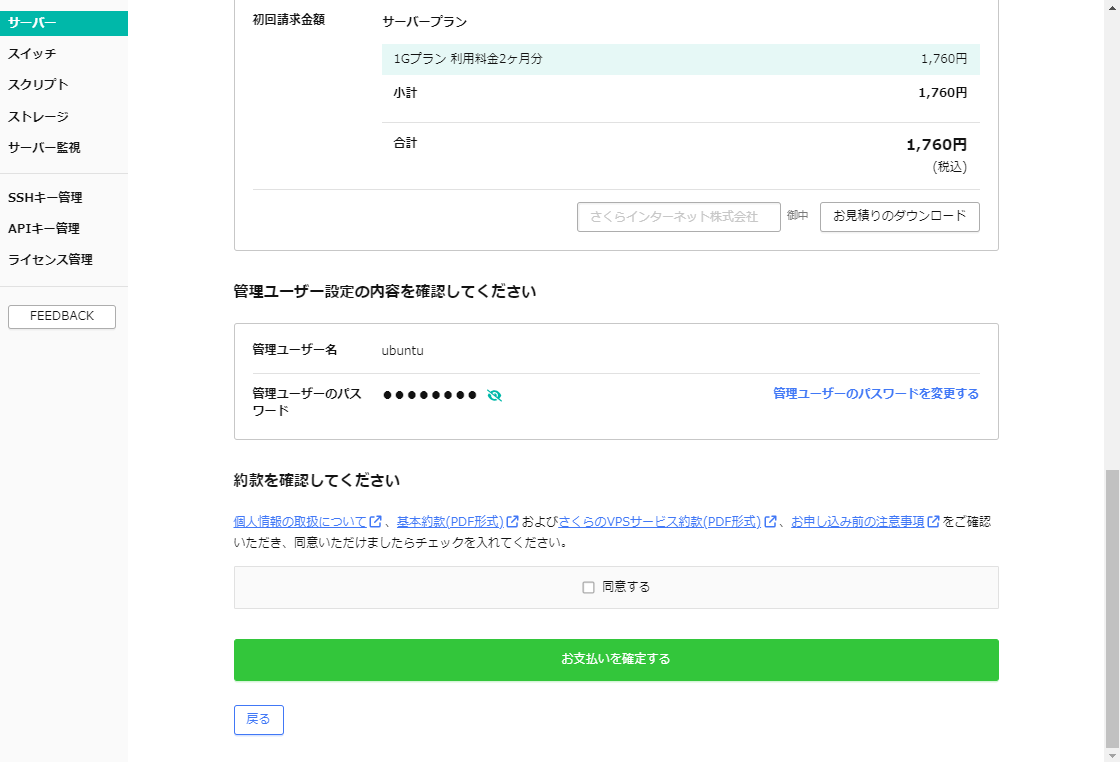 サーバー
スイッチ
スクリプト
ストレージ
サーバー監視
SSHキー管理
APIキー管理
ライセンス管理
FEEDBACK
初回請求金額
サーバープラン
1Gプラン 利用料金2ヶ月分 1,760円
小計 1,760円
合計 1,760円
(税込)
さくらインターネット株式会社 御中 お見積りのダウンロード
管理ユーザー設定の内容を確認してください
管理ユーザー名 ubuntu
管理ユーザーのパス
ワード
●●●●●●●●
管理ユーザーのパスワードを変更する
約款を確認してください
個人情報の取扱について 、基本約款(PDF形式) およびさくらのVPSサービス約款(PDF形式) 、お申し込み前の注意事項 をご確認
いただき、同意いただけましたらチェックを入れてください。
同意する
お支払いを確定する
戻る